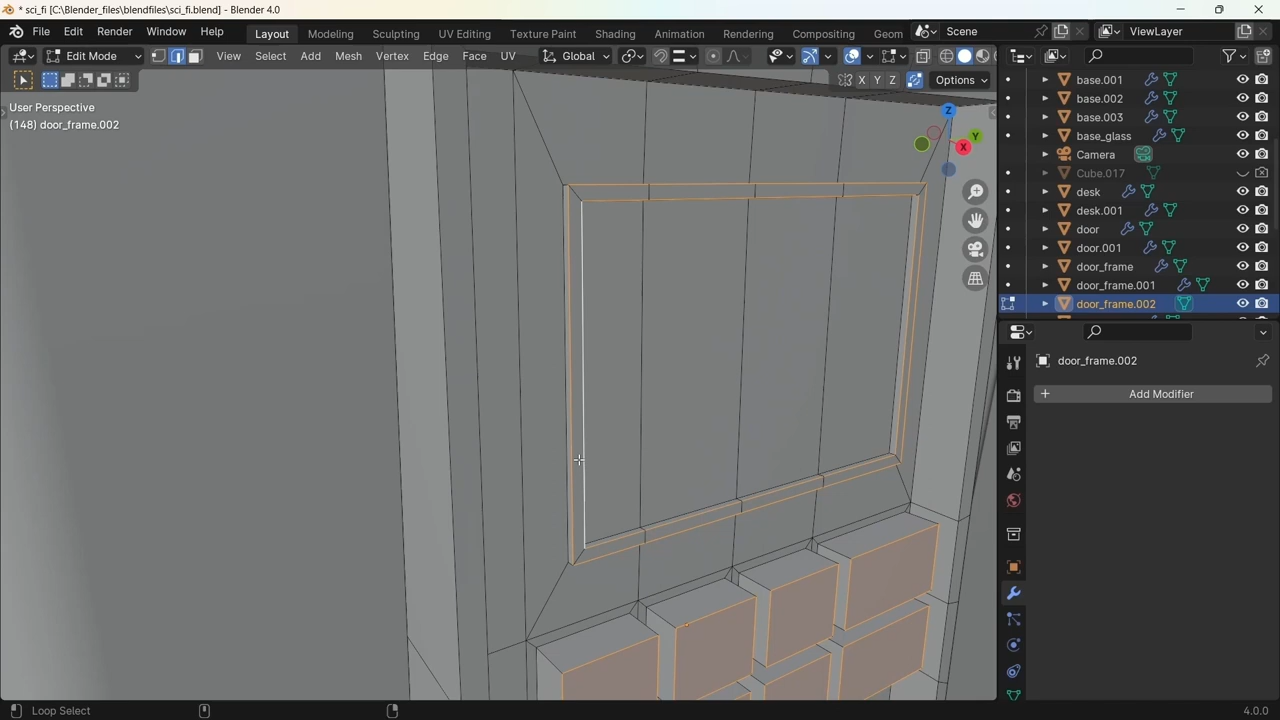 * sci_fi [C:\Blender_files\blendfiles\sci_fi.blend] - Blender 4.0
File Edit Render Window Help Layout Modeling Sculpting UV Editing Texture Paint Shading Animation Rendering Compositing Geom Scene ViewLayer
Edit Mode View Select Add Mesh Vertex Edge Face UV Global
X Y Z Options
User Perspective
(148) door_frame.002
Z
Y
X
base.001
base.002
base.003
base_glass
Camera
Cube.017
desk
desk.001
door
door.001
door_frame
door_frame.001
door_frame.002
door_frame.002
+ Add Modifier
Loop Select 4.0.0